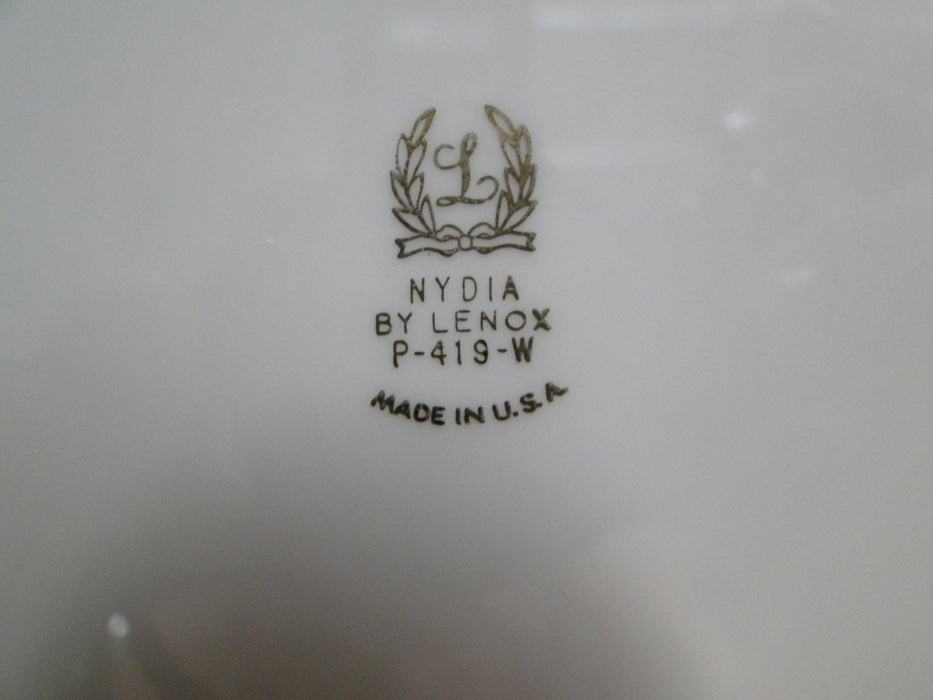 L
NYDIA
BY LENOX
P-419-W
MADE IN U.S.A